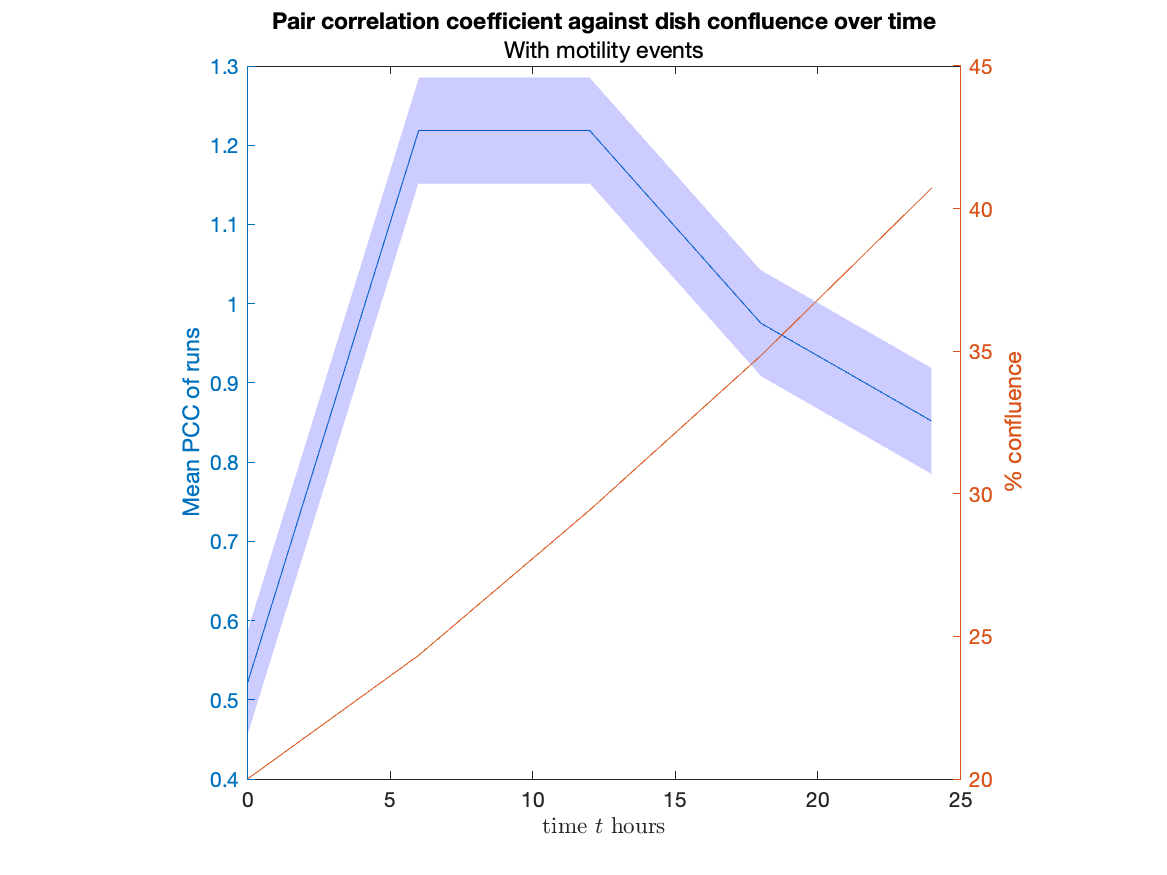 Pair correlation coefficient against dish confluence over time
With motility events
1.3
1.2
1.1
1
0.9
0.8
0.7
0.6
0.5
0.4
Mean PCC of runs
45
40
35
30
25
20
% confluence
0 5 10 15 20 25
time t hours